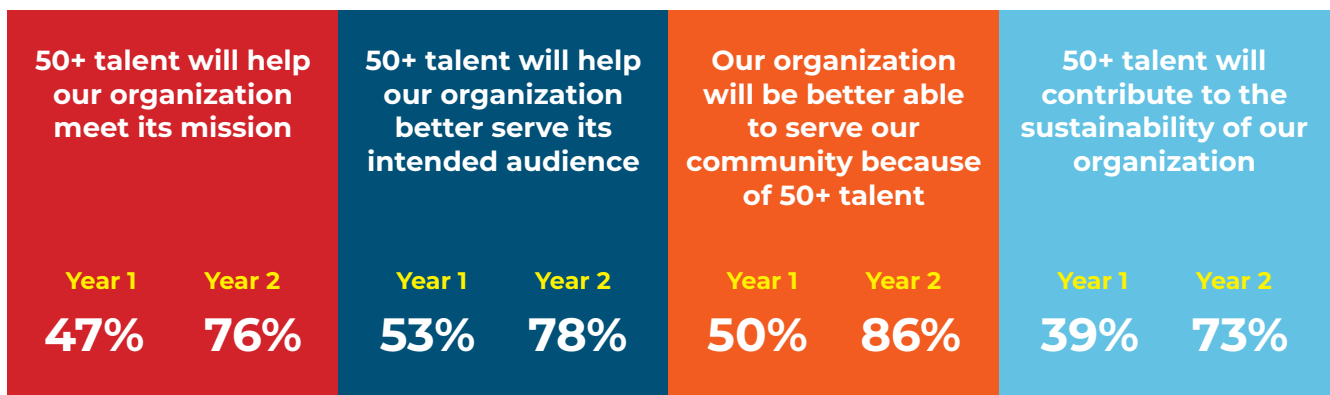 50+ talent will help
our organization
meet its mission
Year 1 Year 2
47% 76%
50+ talent will help
our organization
better serve its
intended audience
Year 1 Year 2
53% 78%
Our organization
will be better able
to serve our
community because
of 50+ talent
Year 1 Year 2
50% 86%
50+ talent will
contribute to the
sustainability of our
organization
Year 1 Year 2
39% 73%